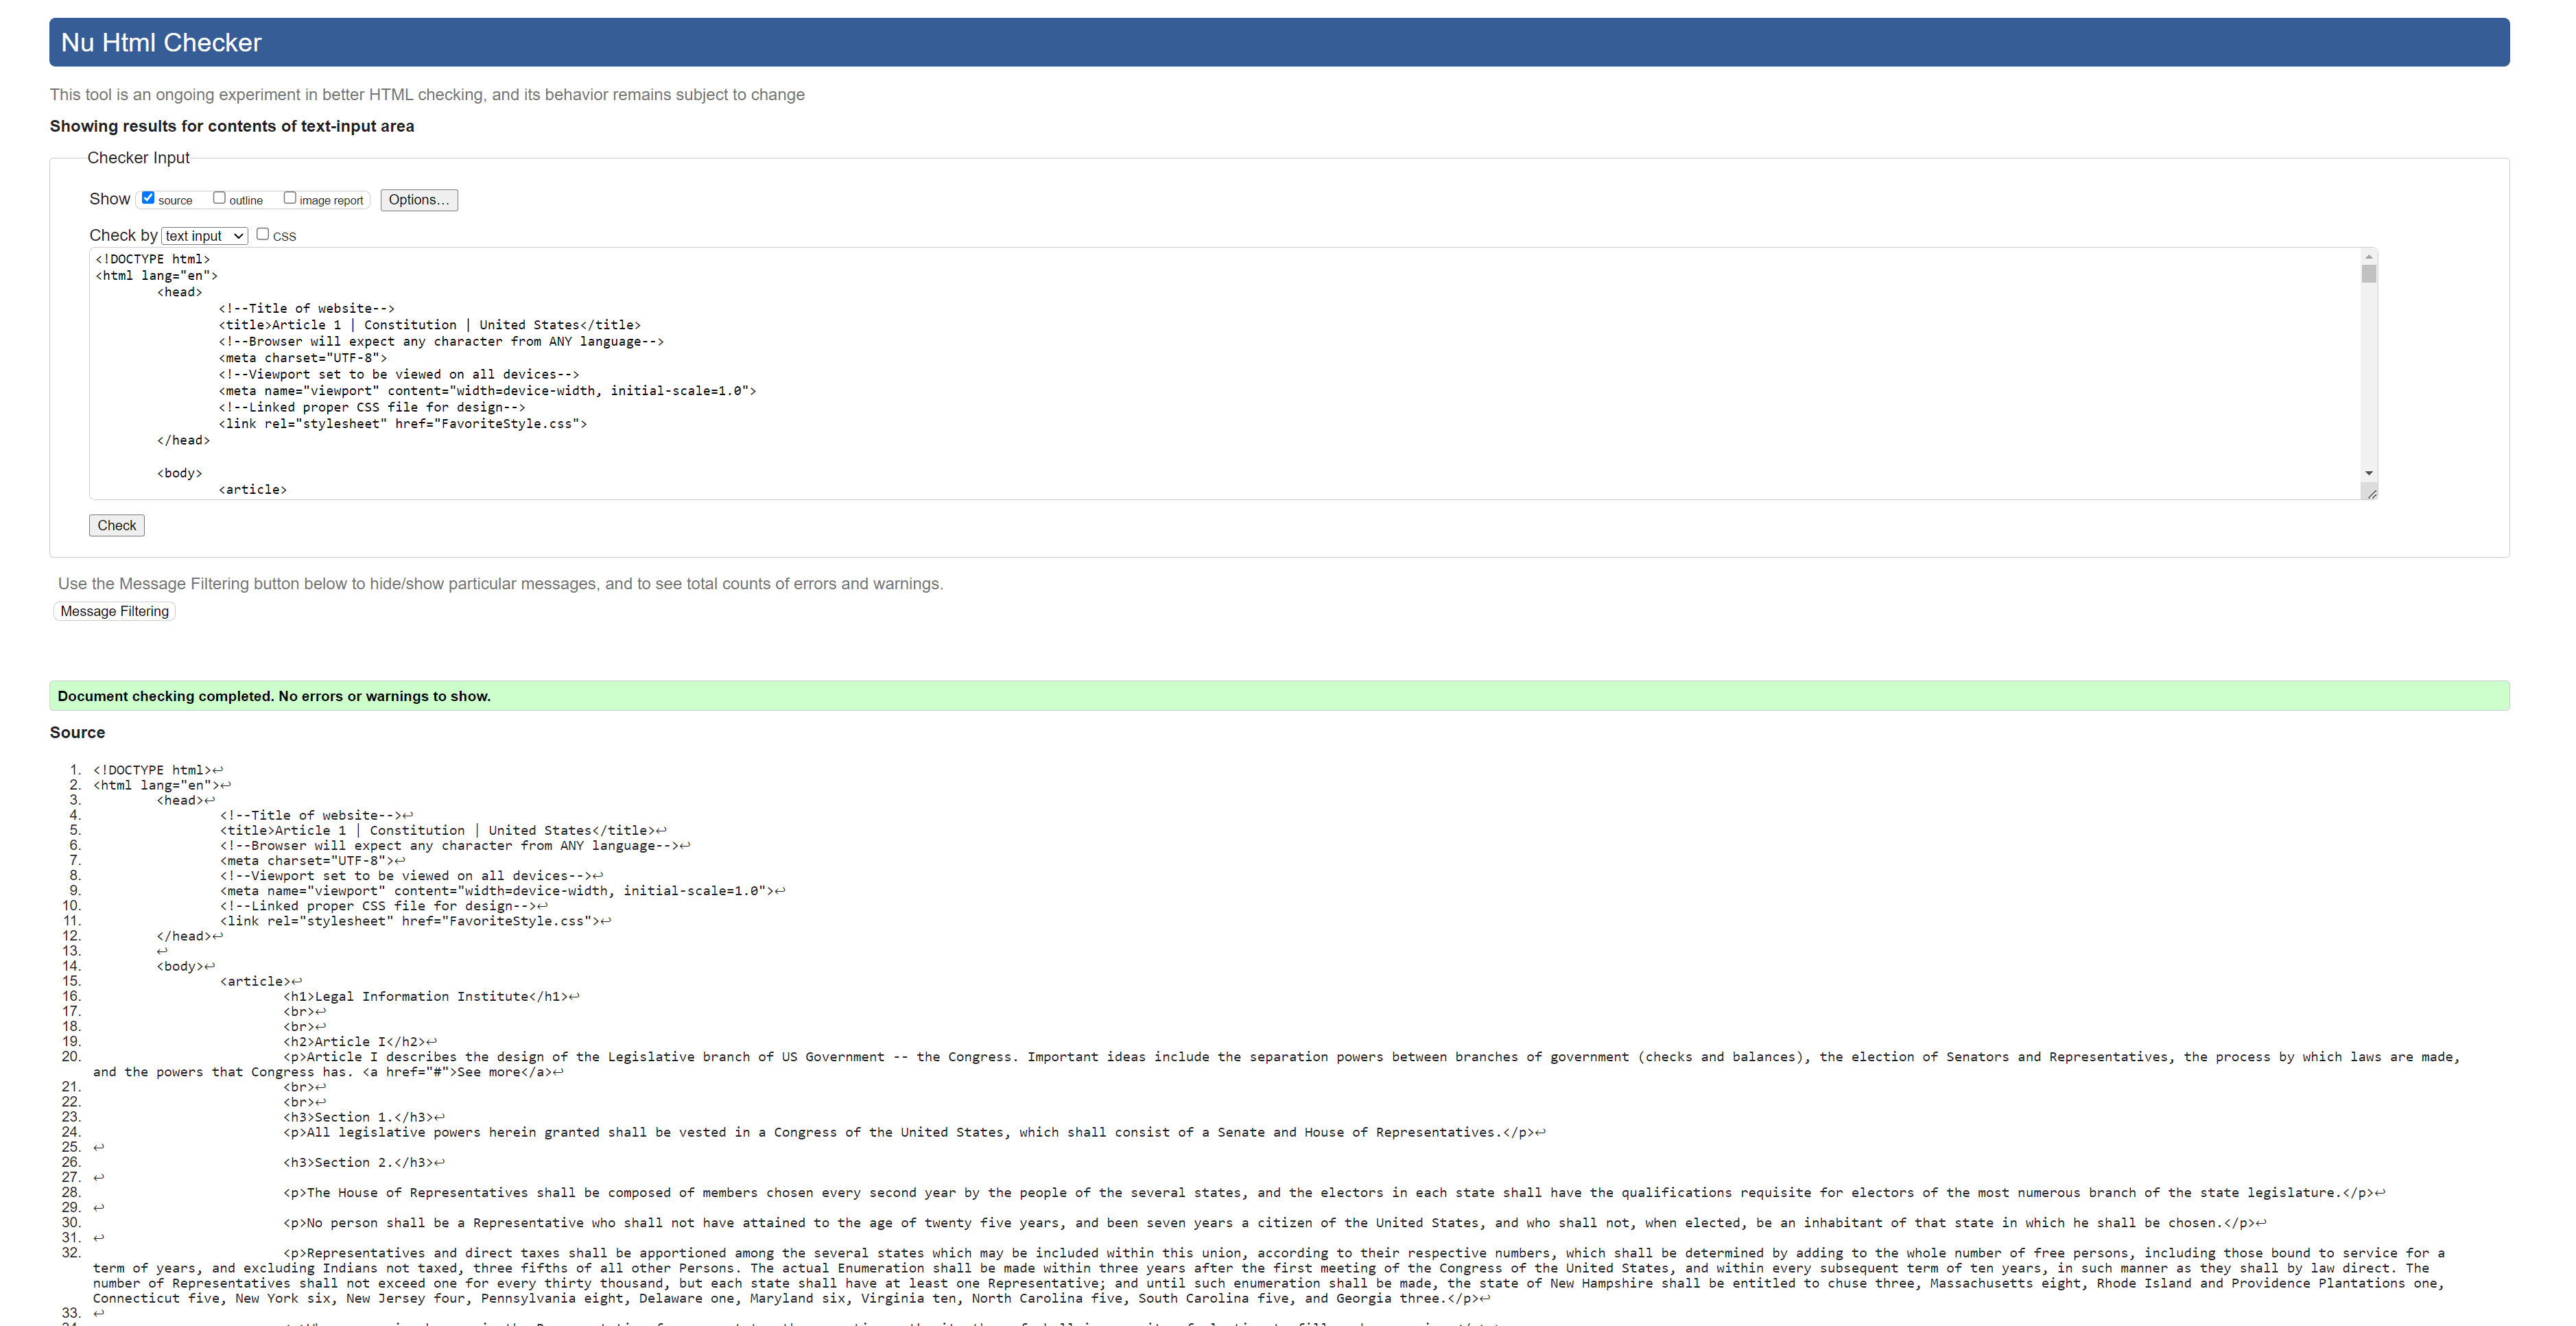 Nu Html Checker
This tool is an ongoing experiment in better HTML checking, and its behavior remains subject to change
Showing results for contents of text-input area
Checker Input
Show source outline image report Options...
Check by text input CSS
<!DOCTYPE html>
<html lang="en">
<head>
<!--Title of website-->
<title>Article 1 | Constitution | United States</title>
<!--Browser will expect any character from ANY language-->
<meta charset="UTF-8">
<!--Viewport set to be viewed on all devices-->
<meta name="viewport" content="width=device-width, initial-scale=1.0">
<!--Linked proper CSS file for design-->
<link rel="stylesheet" href="FavoriteStyle.css">
</head>
<body>
<article>
Check
Use the Message Filtering button below to hide/show particular messages, and to see total counts of errors and warnings.
Message Filtering
Document checking completed. No errors or warnings to show.
Source
1. <!DOCTYPE html>↩
2. <html lang="en">↩
3. <head>↩
4. <!--Title of website-->↩
5. <title>Article 1 | Constitution | United States</title>↩
6. <!--Browser will expect any character from ANY language-->↩
7. <meta charset="UTF-8">↩
8. <!--Viewport set to be viewed on all devices-->↩
9. <meta name="viewport" content="width=device-width, initial-scale=1.0">↩
10. <!--Linked proper CSS file for design-->↩
11. <link rel="stylesheet" href="FavoriteStyle.css">↩
12. </head>↩
13. ↩
14. <body>↩
15. <article>↩
16. <h1>Legal Information Institute</h1>↩
17. <br>↩
18. <br>↩
19. <h2>Article I</h2>↩
20. <p>Article I describes the design of the Legislative branch of US Government -- the Congress. Important ideas include the separation powers between branches of government (checks and balances), the election of Senators and Representatives, the process by which laws are made,
and the powers that Congress has. <a href="#">See more</a>↩
21. <br>↩
22. <br>↩
23. <h3>Section 1.</h3>↩
24. <p>All legislative powers herein granted shall be vested in a Congress of the United States, which shall consist of a Senate and House of Representatives.</p>↩
25. ↩
26. <h3>Section 2.</h3>↩
27. ↩
28. <p>The House of Representatives shall be composed of members chosen every second year by the people of the several states, and the electors in each state shall have the qualifications requisite for electors of the most numerous branch of the state legislature.</p>↩
29. ↩
30. <p>No person shall be a Representative who shall not have attained to the age of twenty five years, and been seven years a citizen of the United States, and who shall not, when elected, be an inhabitant of that state in which he shall be chosen.</p>↩
31. ↩
32. <p>Representatives and direct taxes shall be apportioned among the several states which may be included within this union, according to their respective numbers, which shall be determined by adding to the whole number of free persons, including those bound to service for a
term of years, and excluding Indians not taxed, three fifths of all other Persons. The actual Enumeration shall be made within three years after the first meeting of the Congress of the United States, and within every subsequent term of ten years, in such manner as they shall by law direct. The
number of Representatives shall not exceed one for every thirty thousand, but each state shall have at least one Representative; and until such enumeration shall be made, the state of New Hampshire shall be entitled to chuse three, Massachusetts eight, Rhode Island and Providence Plantations one,
Connecticut five, New York six, New Jersey four, Pennsylvania eight, Delaware one, Maryland six, Virginia ten, North Carolina five, South Carolina five, and Georgia three.</p>↩
33. ↩